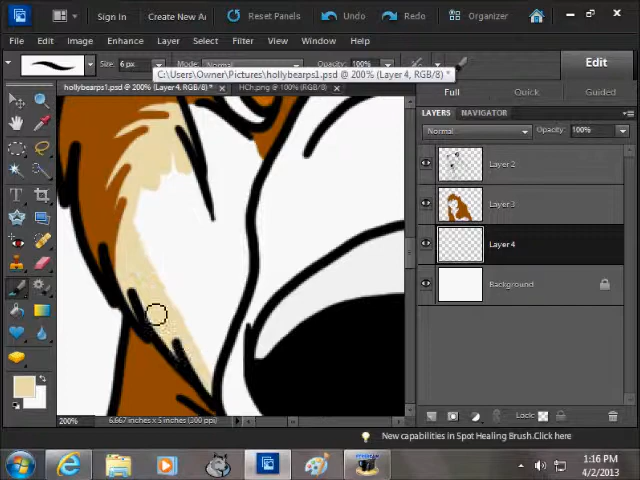 Sign In Create New Ar Reset Panels Undo Redo Organizer
File Edit Image Enhance Layer Select Filter View Window Help
Size: 6 px Mode: Normal Opacity: 100% Edit
C:\Users\Owner\Pictures\hollybearps1.psd @ 200% (Layer 4, RGB/8) *
hollybearps1.psd @ 200% (Layer 4, RGB/8) * × HCh.png @ 100% (RGB/8) × Full Quick Guided
LAYERS NAVIGATOR
Normal Opacity: 100%
Layer 2
Layer 3
Layer 4
Background
200% 6.667 inches x 5 inches (300 ppi) Lock:
New capabilities in Spot Healing Brush.Click here
1:16 PM
4/2/2013